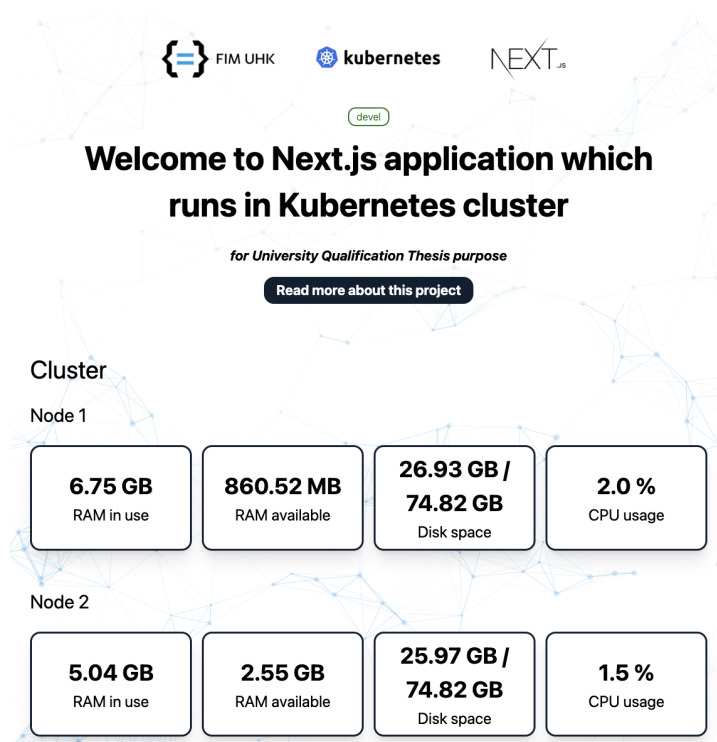 {=} FIM UHK
kubernetes
NEXT.JS
devel
Welcome to Next.js application which
runs in Kubernetes cluster
for University Qualification Thesis purpose
Read more about this project
Cluster
Node 1
6.75 GB
RAM in use
860.52 MB
RAM available
26.93 GB /
74.82 GB
Disk space
2.0 %
CPU usage
Node 2
5.04 GB
RAM in use
2.55 GB
RAM available
25.97 GB /
74.82 GB
Disk space
1.5 %
CPU usage